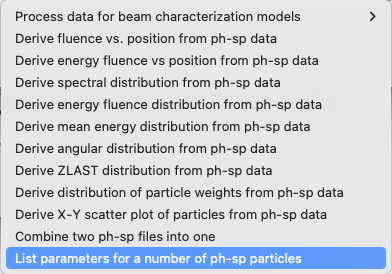 Process data for beam characterization models
Derive fluence vs. position from ph-sp data
Derive energy fluence vs position from ph-sp data
Derive spectral distribution from ph-sp data
Derive energy fluence distribution from ph-sp data
Derive mean energy distribution from ph-sp data
Derive angular distribution from ph-sp data
Derive ZLAST distribution from ph-sp data
Derive distribution of particle weights from ph-sp data
Derive X-Y scatter plot of particles from ph-sp data
Combine two ph-sp files into one
List parameters for a number of ph-sp particles